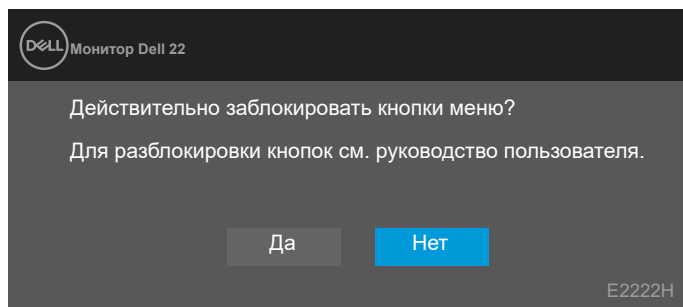 DELL
Монитор Dell 22
Действительно заблокировать кнопки меню?
Для разблокировки кнопок см. руководство пользователя.
Да Нет
E2222H